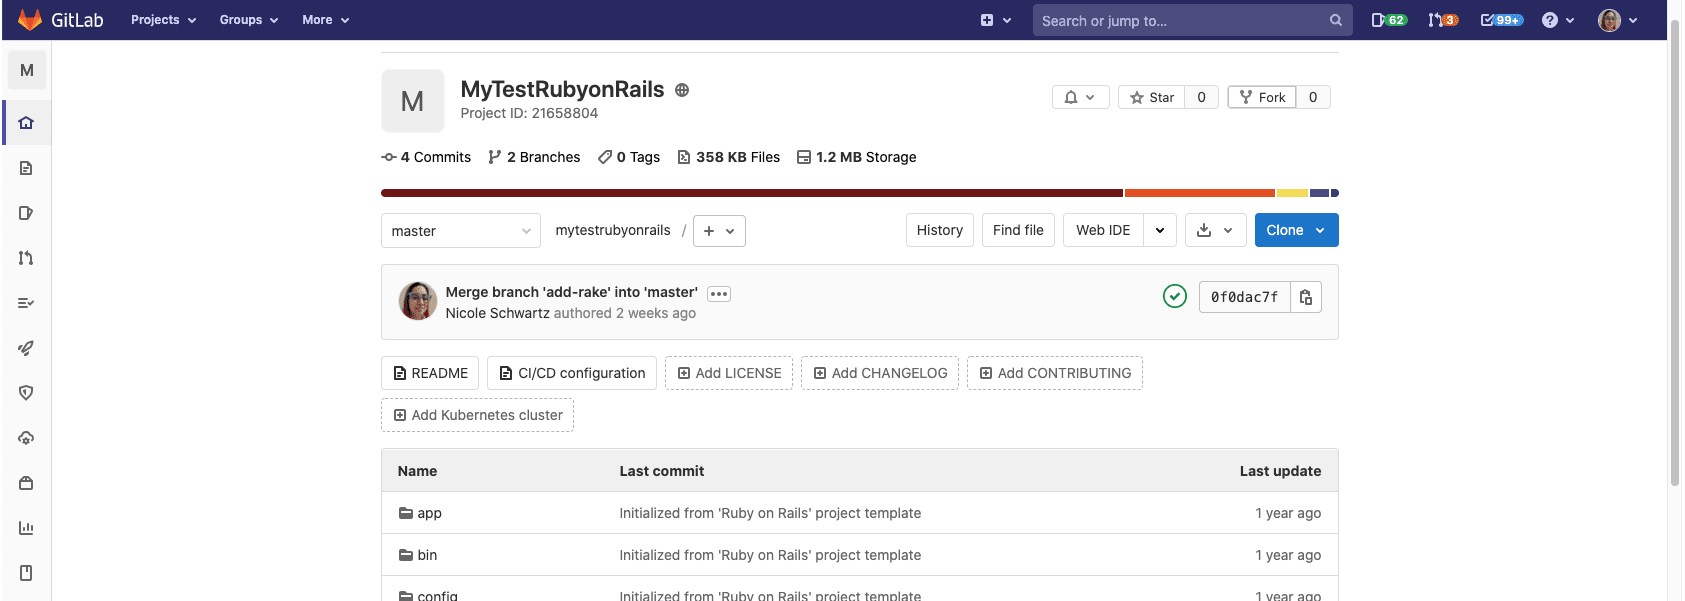 GitLab Projects Groups More Search or jump to... 62 3 99+
M
M
MyTestRubyonRails
Project ID: 21658804
Star 0 Fork 0
4 Commits 2 Branches 0 Tags 358 KB Files 1.2 MB Storage
master mytestrubyonrails / + History Find file Web IDE Clone
Merge branch 'add-rake' into 'master'
Nicole Schwartz authored 2 weeks ago
0f0dac7f
README CI/CD configuration Add LICENSE Add CHANGELOG Add CONTRIBUTING
Add Kubernetes cluster
Name Last commit Last update
app Initialized from 'Ruby on Rails' project template 1 year ago
bin Initialized from 'Ruby on Rails' project template 1 year ago
config Initialized from 'Ruby on Rails' project template 1 year ago